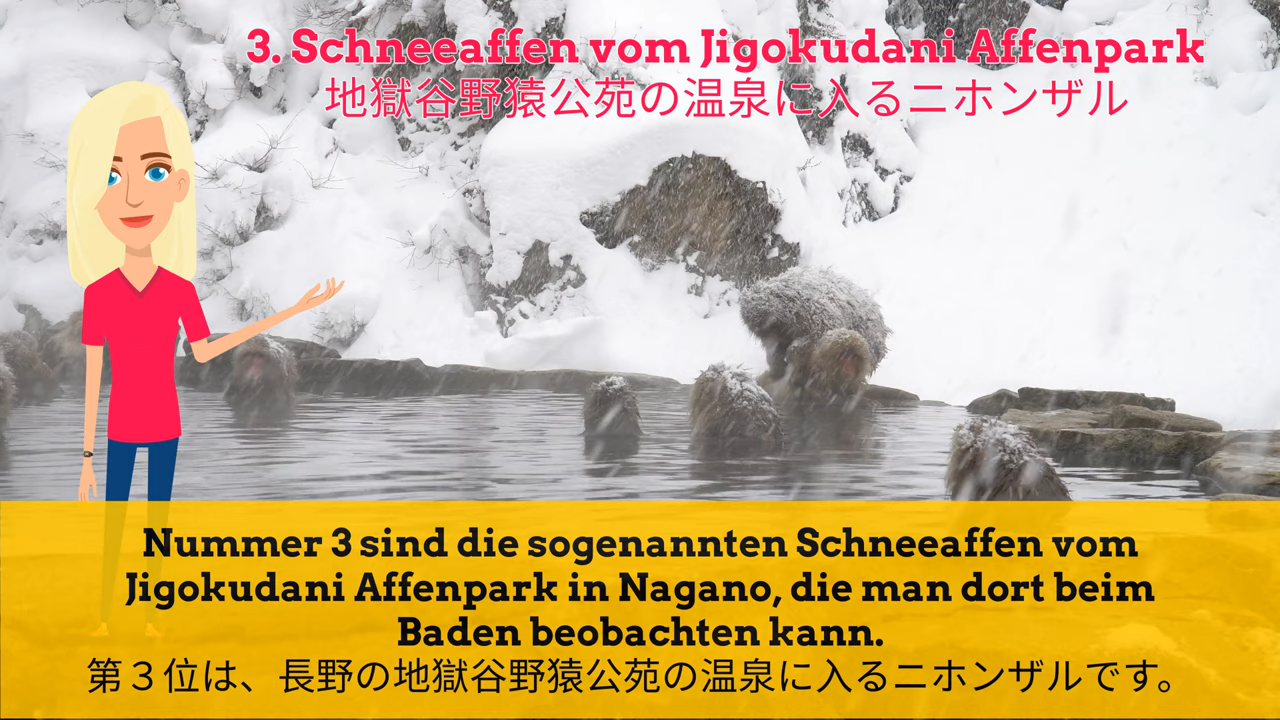 3. Schneeaffen vom Jigokudani Affenpark
地獄谷野猿公苑の温泉に入るニホンザル
Nummer 3 sind die sogenannten Schneeaffen vom
Jigokudani Affenpark in Nagano, die man dort beim
Baden beobachten kann.
第３位は、長野の地獄谷野猿公苑の温泉に入るニホンザルです。